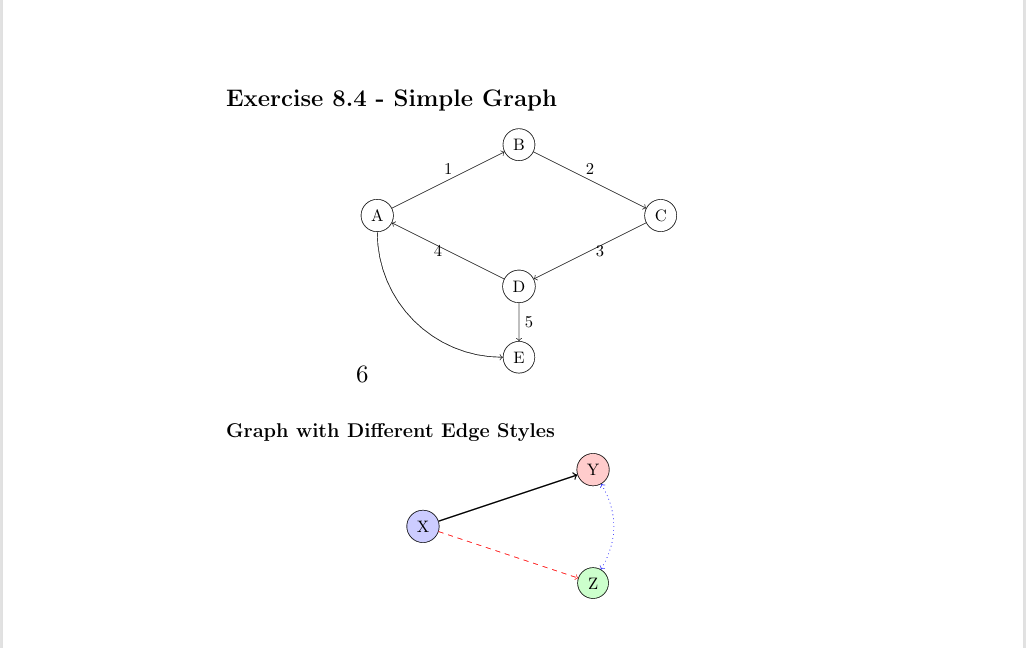 Exercise 8.4 - Simple Graph
B
1
2
A
C
4
3
D
5
E
6
Graph with Different Edge Styles
Y
X
Z